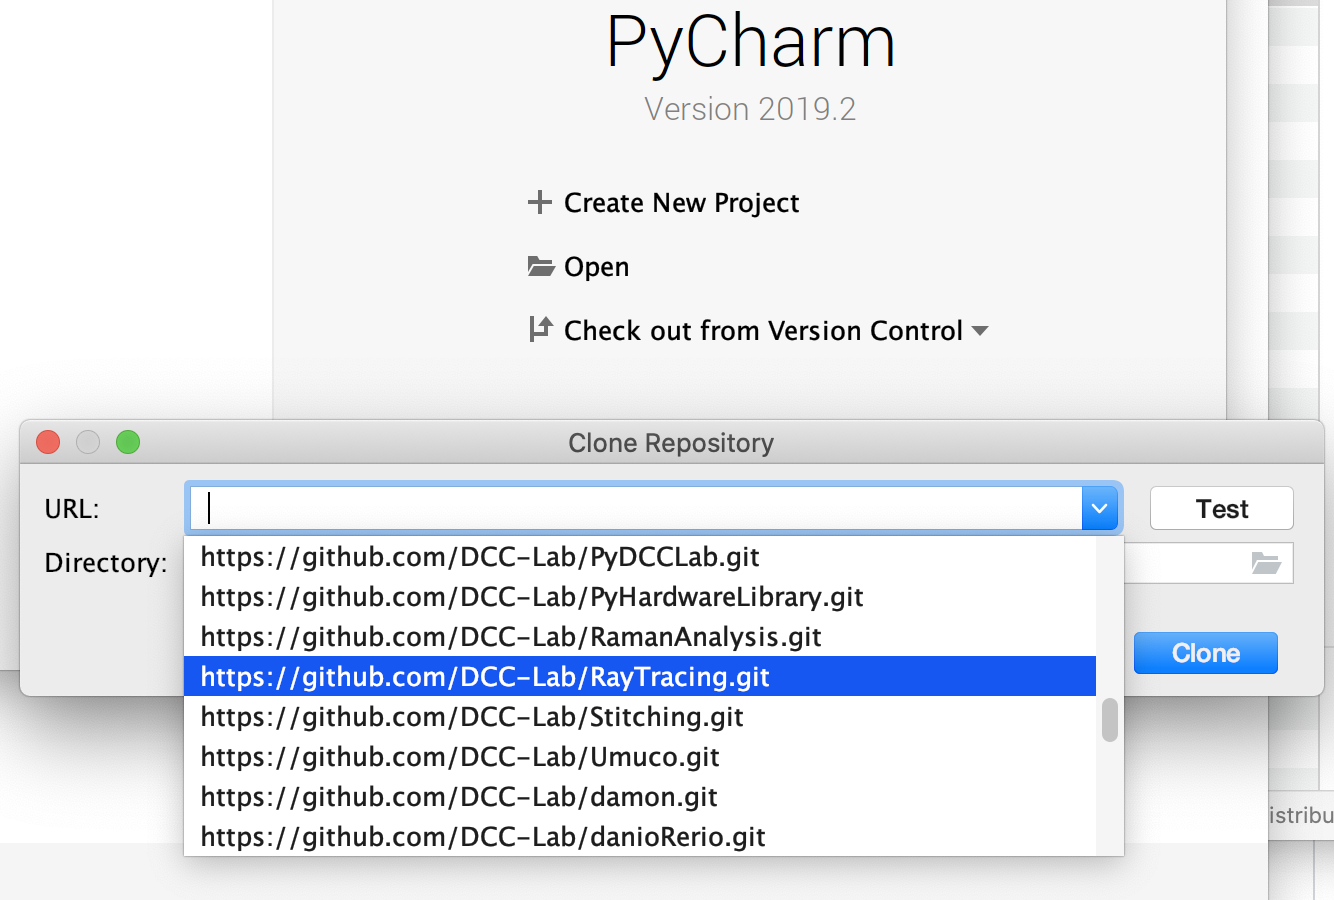 PyCharm
Version 2019.2
Create New Project
Open
Check out from Version Control
Clone Repository
URL:
Test
Directory:
https://github.com/DCC-Lab/PyDCCLab.git
https://github.com/DCC-Lab/PyHardwareLibrary.git
https://github.com/DCC-Lab/RamanAnalysis.git
https://github.com/DCC-Lab/RayTracing.git
Clone
https://github.com/DCC-Lab/Stitching.git
https://github.com/DCC-Lab/Umuco.git
https://github.com/DCC-Lab/damon.git
https://github.com/DCC-Lab/danioRerio.git